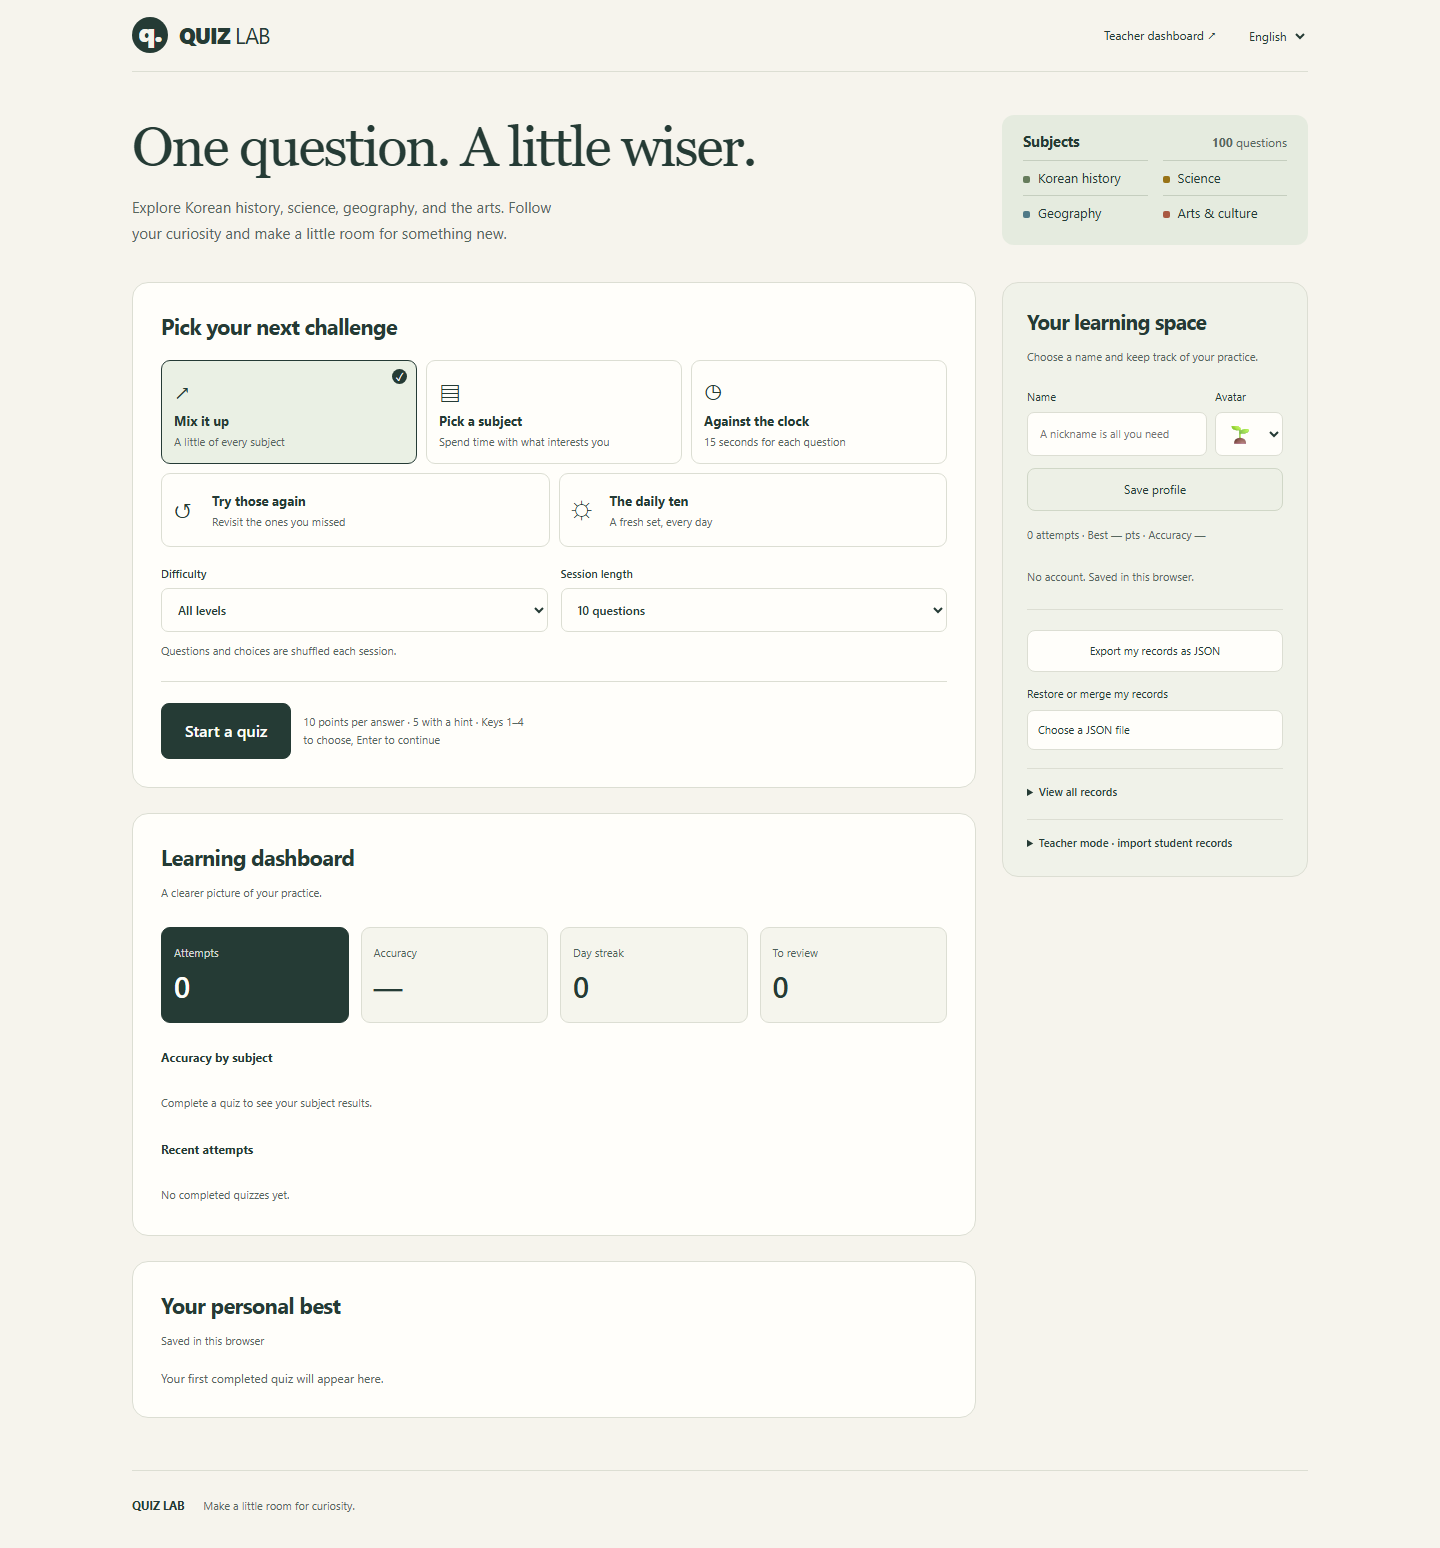 q. QUIZ LAB
Teacher dashboard ↗
English
One question. A little wiser.
Explore Korean history, science, geography, and the arts. Follow
your curiosity and make a little room for something new.
Subjects
100 questions
Korean history
Science
Geography
Arts & culture
Pick your next challenge
Mix it up
A little of every subject
Pick a subject
Spend time with what interests you
Against the clock
15 seconds for each question
Try those again
Revisit the ones you missed
The daily ten
A fresh set, every day
Difficulty
Session length
All levels
10 questions
Questions and choices are shuffled each session.
Start a quiz
10 points per answer · 5 with a hint · Keys 1–4
to choose, Enter to continue
Your learning space
Choose a name and keep track of your practice.
Name
Avatar
A nickname is all you need
Save profile
0 attempts · Best — pts · Accuracy —
No account. Saved in this browser.
Export my records as JSON
Restore or merge my records
Choose a JSON file
View all records
Teacher mode · import student records
Learning dashboard
A clearer picture of your practice.
Attempts
0
Accuracy
—
Day streak
0
To review
0
Accuracy by subject
Complete a quiz to see your subject results.
Recent attempts
No completed quizzes yet.
Your personal best
Saved in this browser
Your first completed quiz will appear here.
QUIZ LAB
Make a little room for curiosity.